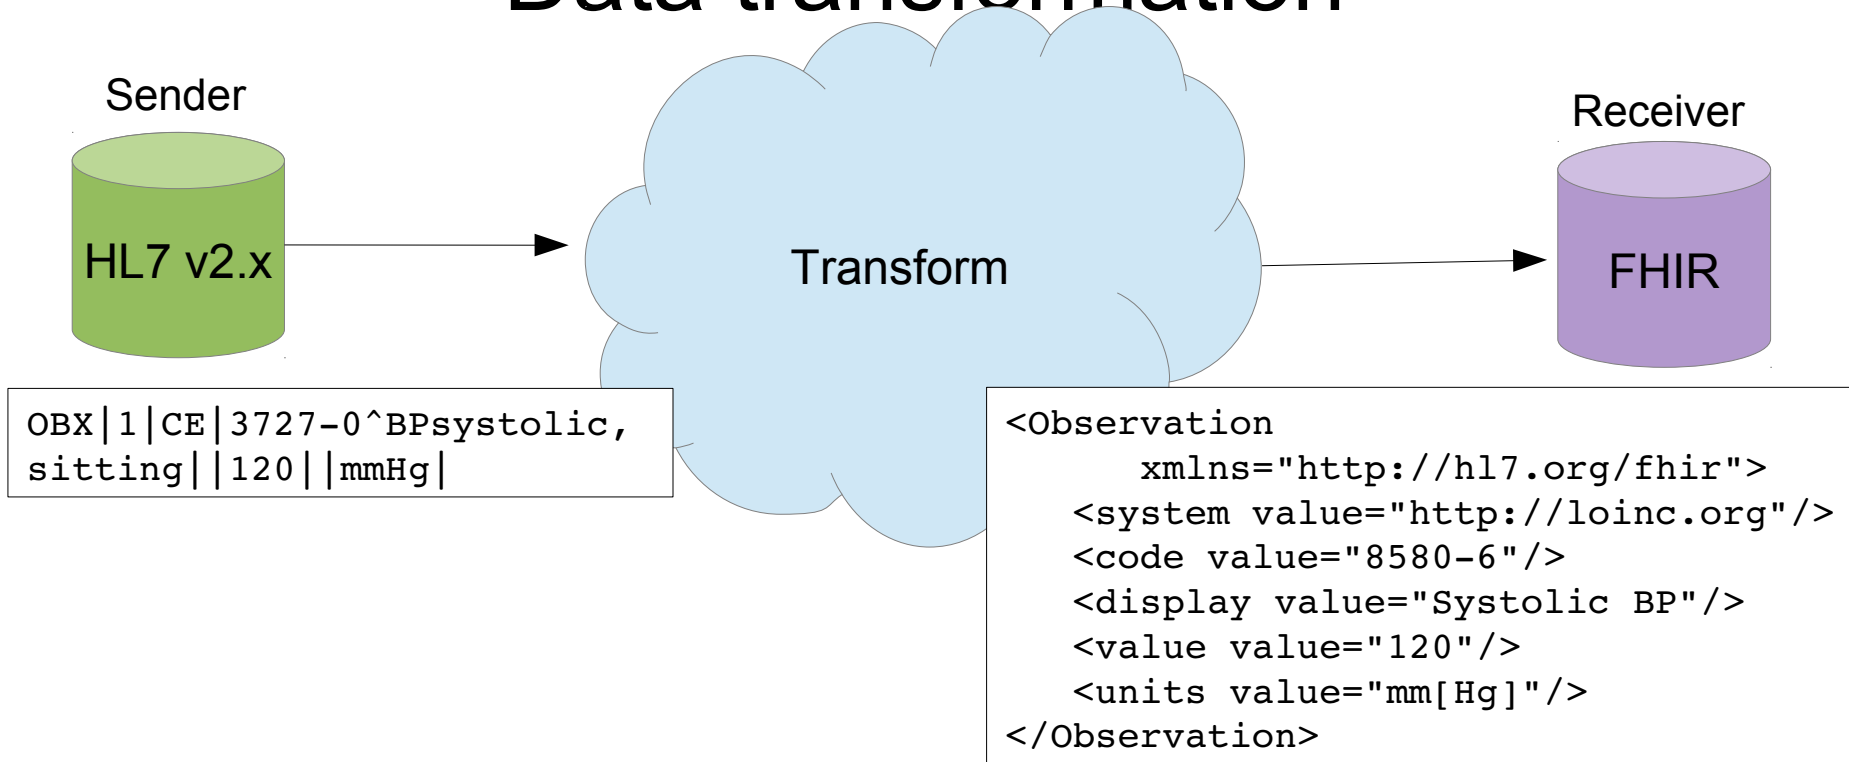 Data transformation
Sender
Receiver
HL7 v2.x
Transform
FHIR
OBX|1|CE|3727-0^BPsystolic,
sitting||120||mmHg|
<Observation
xmlns="http://hl7.org/fhir">
<system value="http://loinc.org"/>
<code value="8580-6"/>
<display value="Systolic BP"/>
<value value="120"/>
<units value="mm[Hg]"/>
</Observation>